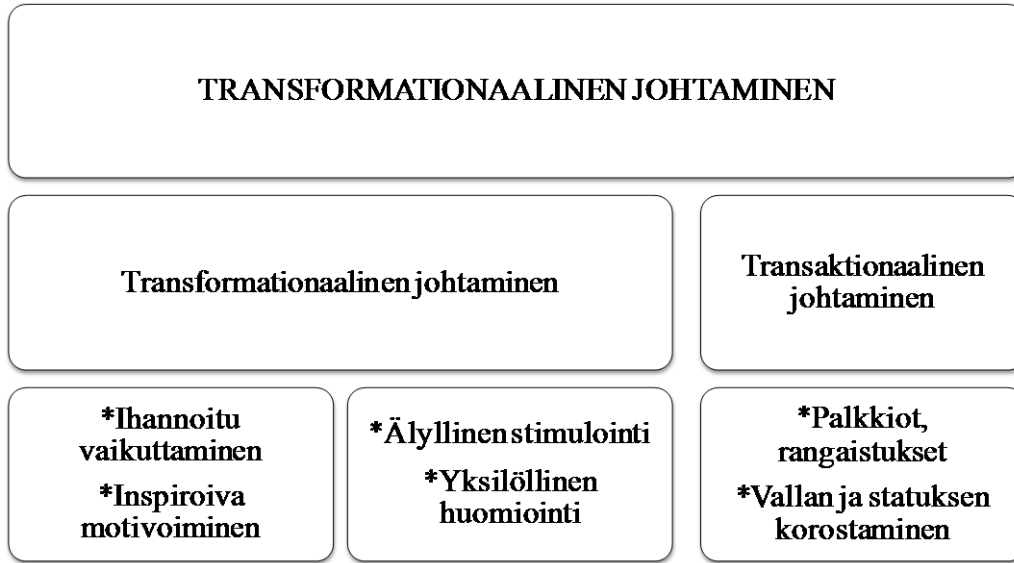 TRANSFORMATIONAALINEN JOHTAMINEN
Transformationaalinen johtaminen
Transaktionaalinen
johtaminen
*Ihannoitu
vaikuttaminen
*Inspiroiva
motivoiminen
*Älyllinen stimulointi
*Yksilöllinen
huomiointi
*Palkkiot,
rangaistukset
*Vallan ja statuksen
korostaminen